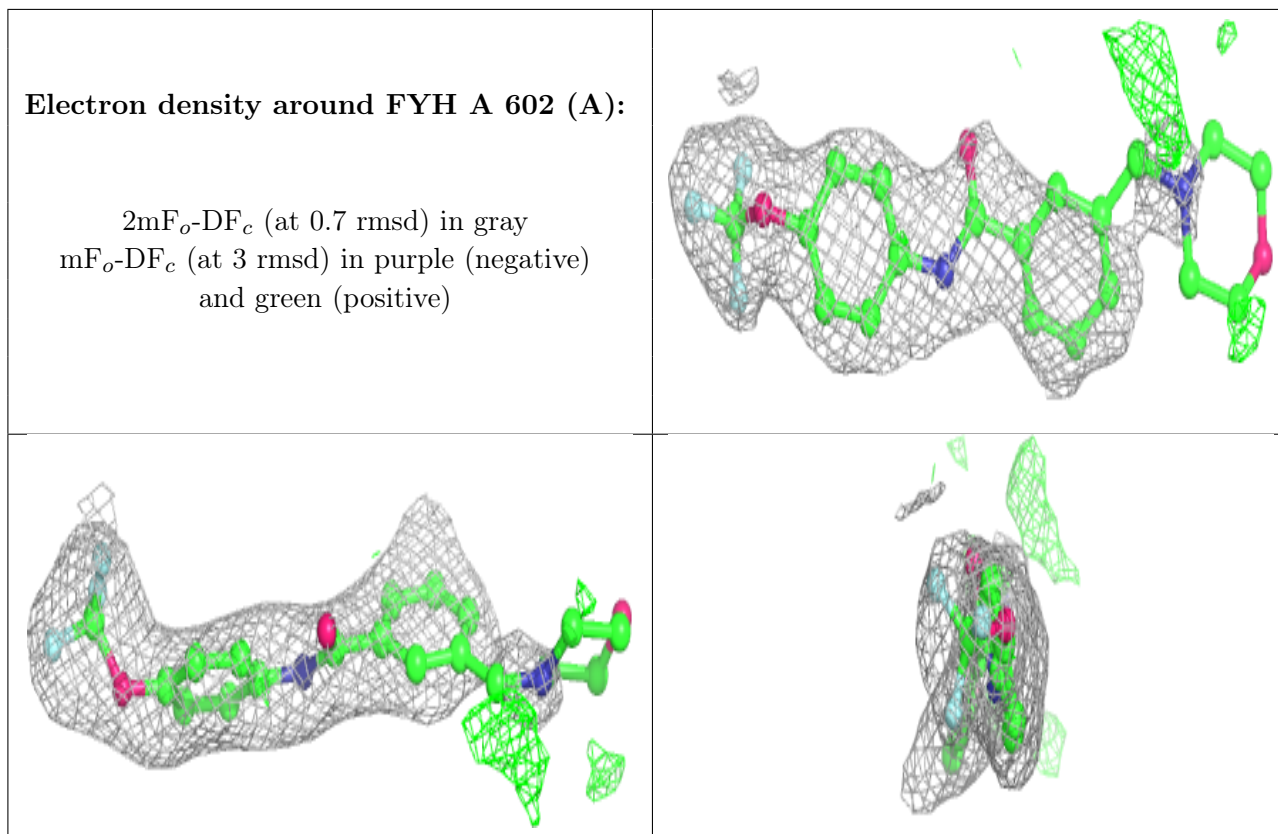 Electron density around FYH A 602 (A):
2mFₒ-DF𝒸 (at 0.7 rmsd) in gray
mFₒ-DF𝒸 (at 3 rmsd) in purple (negative)
and green (positive)